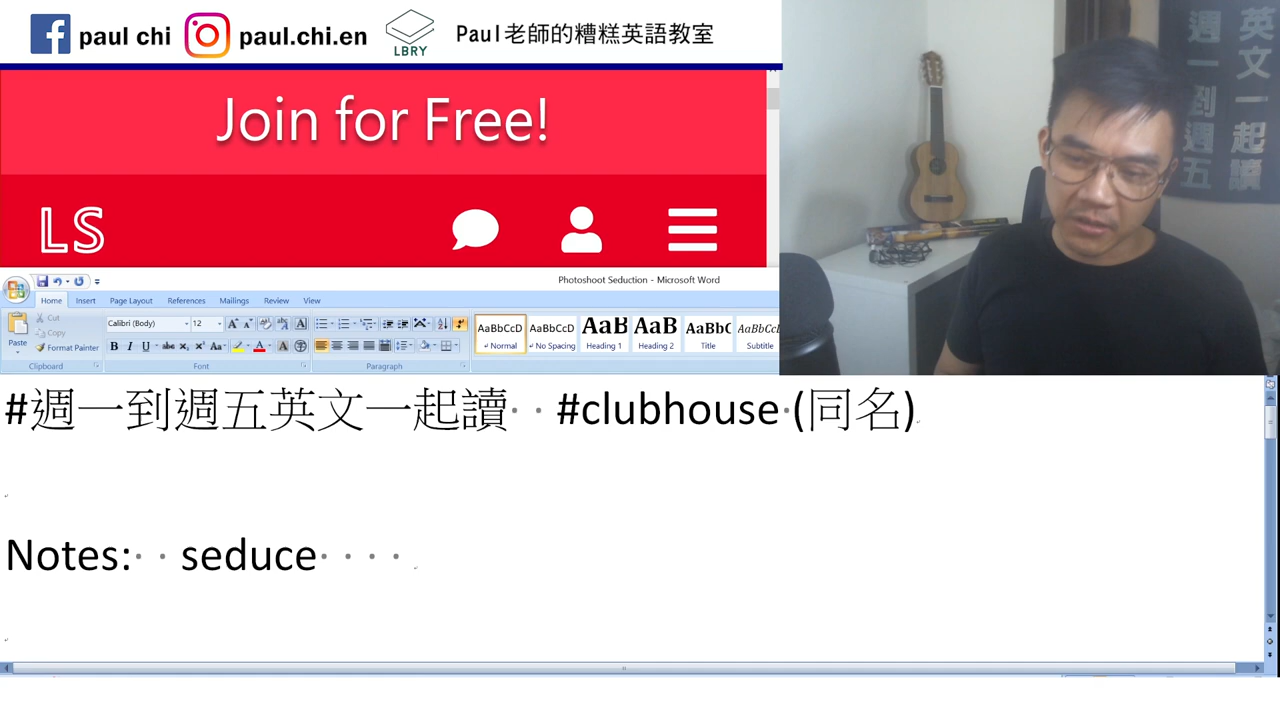 paul chi paul.chi.en LBRY Paul老師的糟糕英語教室
Join for Free!
LS
Photoshoot Seduction - Microsoft Word
Home Insert Page Layout References Mailings Review View
Cut
Copy
Paste
Format Painter
Clipboard
Calibri (Body) 12
Font
Paragraph
AaBbCcD AaBbCcD AaBb AaB AaBbC AaBbCcD
Normal No Spacing Heading 1 Heading 2 Title Subtitle
英文一起讀
週一到週五
#週一到週五英文一起讀 #clubhouse (同名)
Notes: seduce